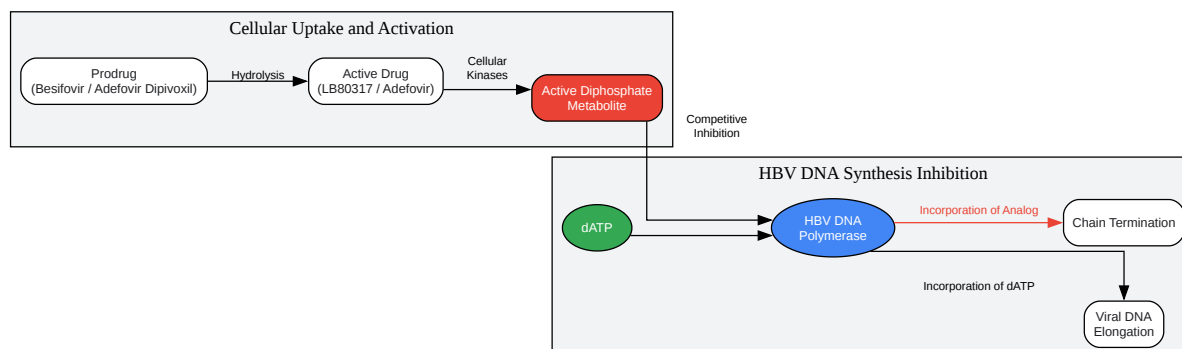 Cellular Uptake and Activation
Prodrug
(Besifovir / Adefovir Dipivoxil)
Hydrolysis
Active Drug
(LB80317 / Adefovir)
Cellular
Kinases
Active Diphosphate
Metabolite
Competitive
Inhibition
HBV DNA Synthesis Inhibition
dATP
HBV DNA
Polymerase
Incorporation of Analog
Chain Termination
Incorporation of dATP
Viral DNA
Elongation